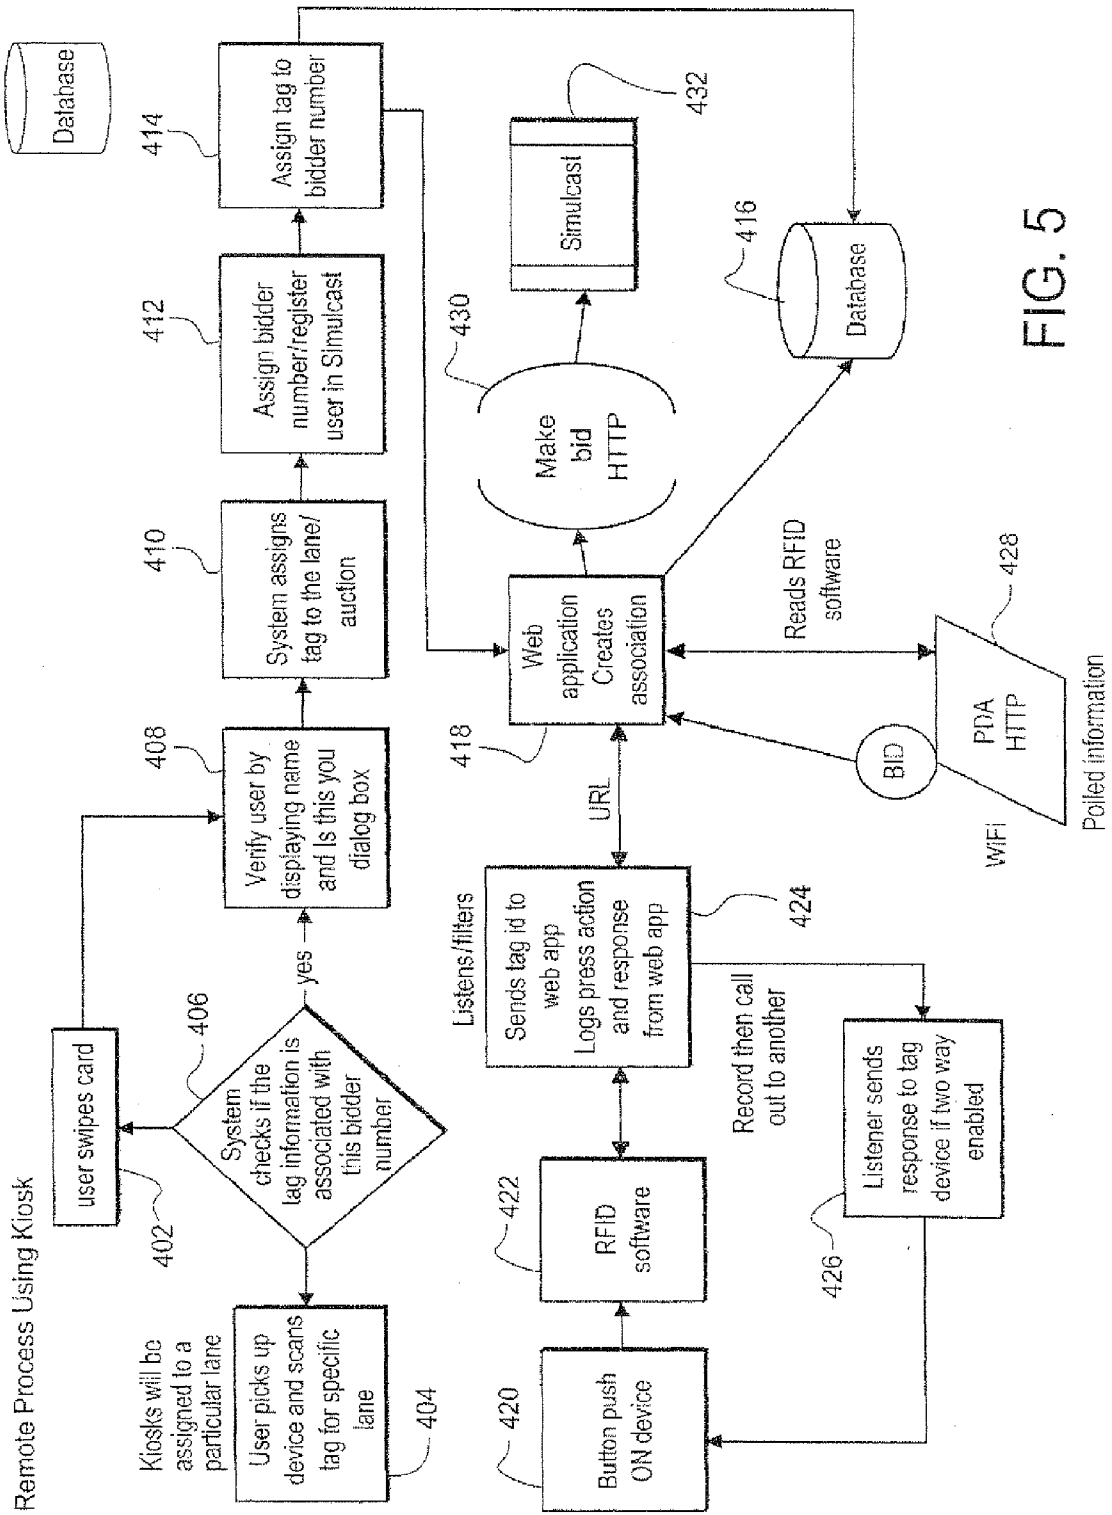 Remote Process Using Kiosk
user swipes card
402
406
System
checks if the
tag information is
associated with
this bidder
number
yes
Kiosks will be
assigned to a
particular lane
User picks up
device and scans
tag for specific
lane
404
408
Verify user by
displaying name
and Is this you
dialog box
410
System assigns
tag to the lane/
auction
412
Assign bidder
number/register
user in Simulcast
414
Assign tag to
bidder number
Database
420
Button push
ON device
422
RFID
software
Listens/filters
Sends tag id to
web app
Logs press action
and response
from web app
424
Record then call
out to another
426
Listener sends
response to tag
device if two way
enabled
URL
418
Web
application
Creates
association
430
Make
bid
HTTP
Simulcast
432
416
Database
Reads RFID
software
BID
PDA
HTTP
428
WiFi
Polled information
FIG. 5